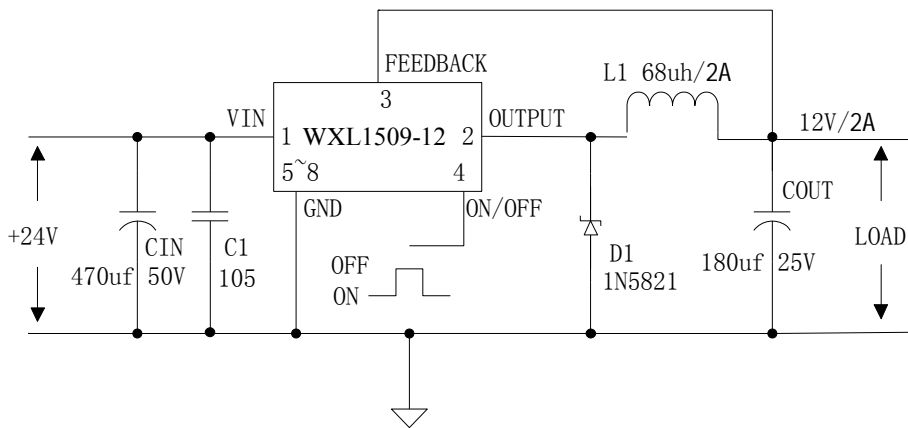 FEEDBACK
L1 68uh/2A
3
VIN
1 WXL1509-12 2
OUTPUT
12V/2A
5~8
4
GND
ON/OFF
COUT
+24V
CIN
C1
470uf 50V
105
OFF
ON
D1
1N5821
180uf 25V
LOAD